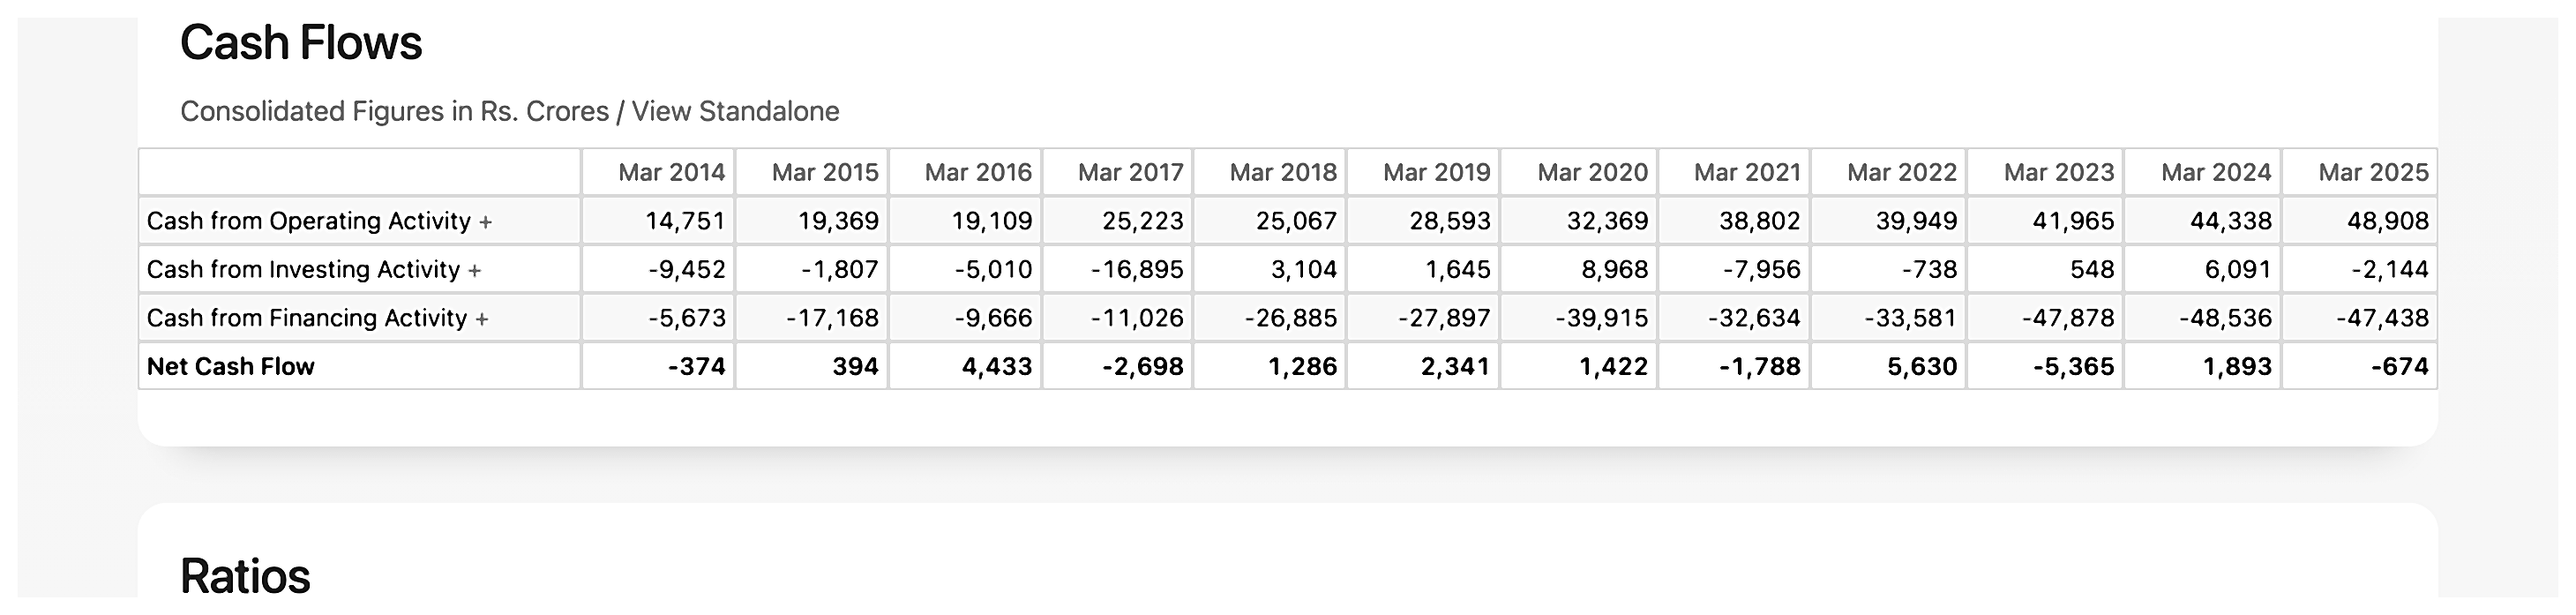 Cash Flows
Consolidated Figures in Rs. Crores / View Standalone
Mar 2014 Mar 2015 Mar 2016 Mar 2017 Mar 2018 Mar 2019 Mar 2020 Mar 2021 Mar 2022 Mar 2023 Mar 2024 Mar 2025
Cash from Operating Activity + 14,751 19,369 19,109 25,223 25,067 28,593 32,369 38,802 39,949 41,965 44,338 48,908
Cash from Investing Activity + -9,452 -1,807 -5,010 -16,895 3,104 1,645 8,968 -7,956 -738 548 6,091 -2,144
Cash from Financing Activity + -5,673 -17,168 -9,666 -11,026 -26,885 -27,897 -39,915 -32,634 -33,581 -47,878 -48,536 -47,438
Net Cash Flow -374 394 4,433 -2,698 1,286 2,341 1,422 -1,788 5,630 -5,365 1,893 -674
Ratios